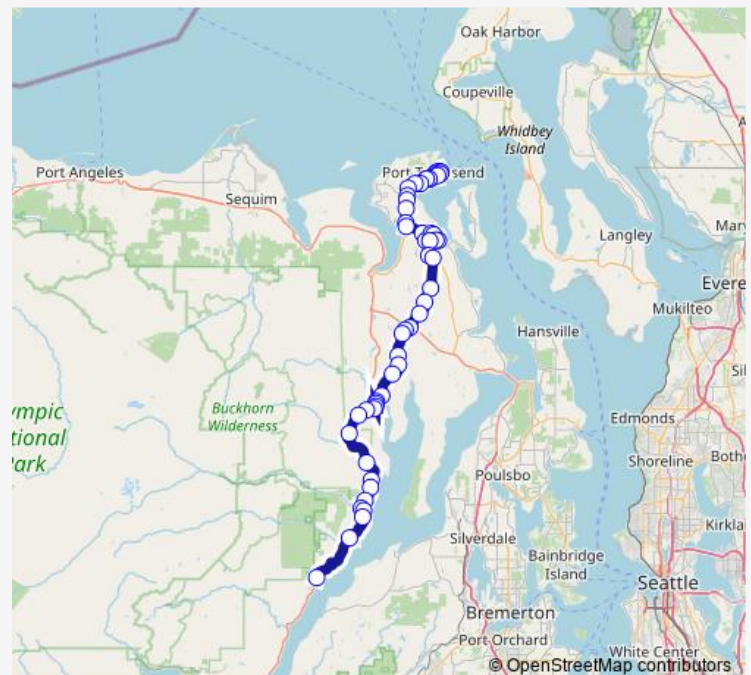 Oak Harbor
Coupeville
Whidbey
Island
Port Angeles
Port T
send
Sequim
Langley
Mar
Evere
Mukilteo
Hansville
Buckhorn
Wilderness
ympic
tional
Park
Edmonds
Shoreline
Both
Poulsbo
Kirkla
Silverdale
Bainbridge
Island
Seattle
Bremerton
Port Orchard
White Center
© OpenStreetMap contributors